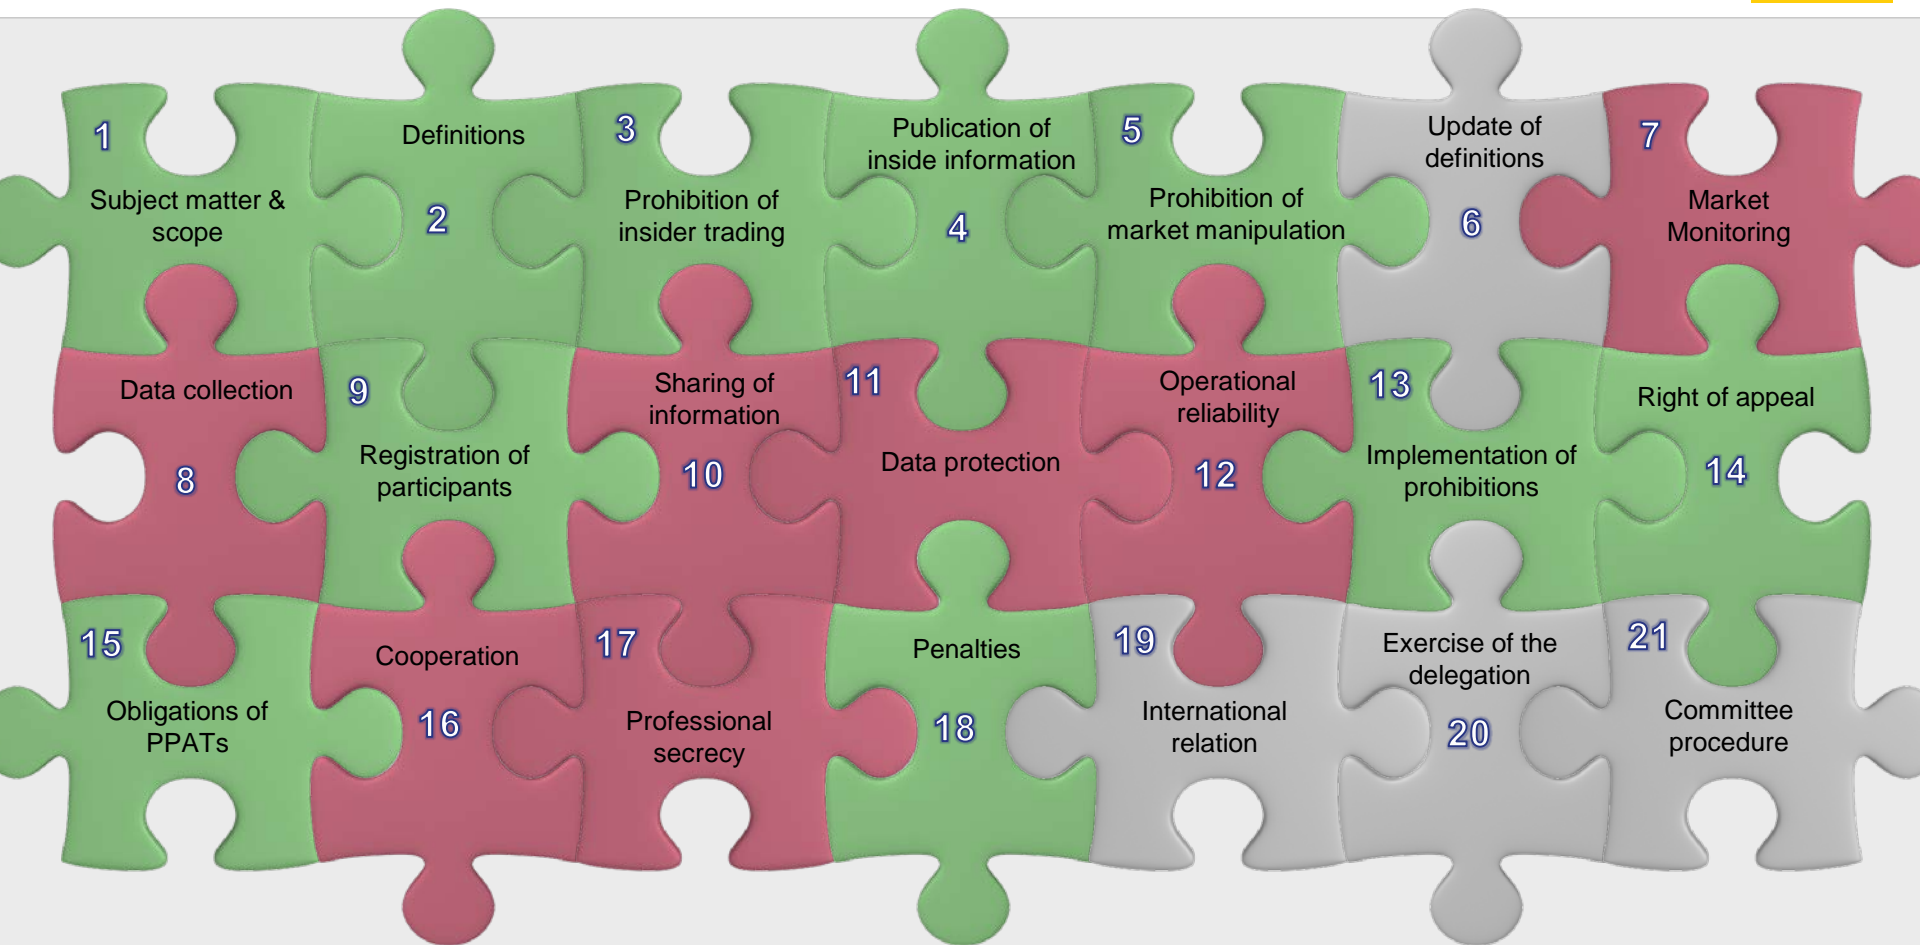 1
Subject matter &
scope
Definitions
2
3
Prohibition of
insider trading
Publication of
inside information
4
5
Prohibition of
market manipulation
Update of
definitions
6
7
Market
Monitoring
Data collection
8
9
Registration of
participants
Sharing of
information
10
11
Data protection
Operational
reliability
12
13
Implementation of
prohibitions
Right of appeal
14
15
Obligations of
PPATs
Cooperation
16
17
Professional
secrecy
Penalties
18
19
International
relation
Exercise of the
delegation
20
21
Committee
procedure